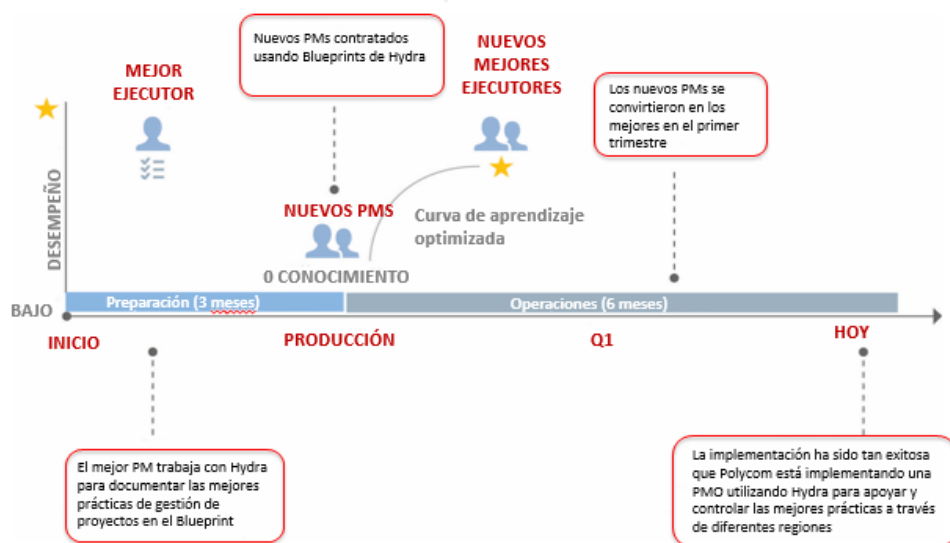 Nuevos PMs contratados
usando Blueprints de Hydra
NUEVOS
MEJORES
EJECUTORES
MEJOR
EJECUTOR
Los nuevos PMs se
convirtieron en los
mejores en el primer
trimestre
DESEMPEÑO
NUEVOS PMS
Curva de aprendizaje
optimizada
0 CONOCIMIENTO
Preparación (3 meses)
Operaciones (6 meses)
BAJO
INICIO
PRODUCCIÓN
Q1
HOY
El mejor PM trabaja con Hydra
para documentar las mejores
prácticas de gestión de
proyectos en el Blueprint
La implementación ha sido tan exitosa
que Polycom está implementando una
PMO utilizando Hydra para apoyar y
controlar las mejores prácticas a través
de diferentes regiones